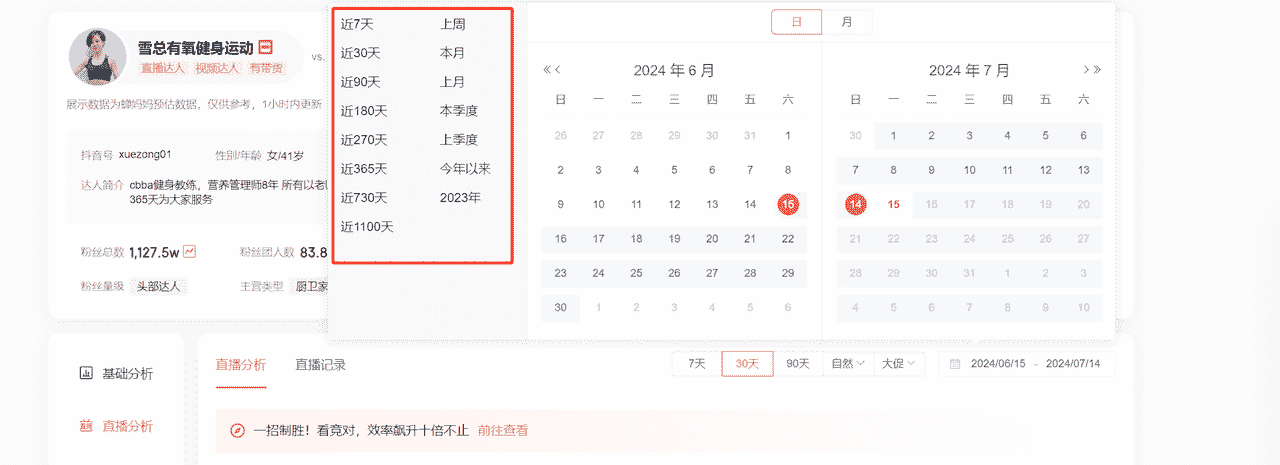 雪总有氧健身运动
vs.
直播达人 视频达人 有带货
展示数据为蝉妈妈预估数据，仅供参考，1小时内更新
抖音号 xuezong01 性别/年龄 女/41岁
达人简介 cbba健身教练，营养管理师8年 所有以老
365天为大家服务
粉丝总数 1,127.5w 粉丝团人数 83.8
粉丝量级 头部达人 主营类型 厨卫家
近7天 上周
近30天 本月
近90天 上月
近180天 本季度
近270天 上季度
近365天 今年以来
近730天 2023年
近1100天
日 月
« ‹ 2024 年 6 月
日 一 二 三 四 五 六
26 27 28 29 30 31 1
2 3 4 5 6 7 8
9 10 11 12 13 14 15
16 17 18 19 20 21 22
23 24 25 26 27 28 29
30 1 2 3 4 5 6
2024 年 7 月 › »
日 一 二 三 四 五 六
30 1 2 3 4 5 6
7 8 9 10 11 12 13
14 15 16 17 18 19 20
21 22 23 24 25 26 27
28 29 30 31 1 2 3
4 5 6 7 8 9 10
基础分析
直播分析
直播分析 直播记录
7天 30天 90天 自然 大促 2024/06/15 - 2024/07/14
一招制胜！看竞对，效率飙升十倍不止 前往查看